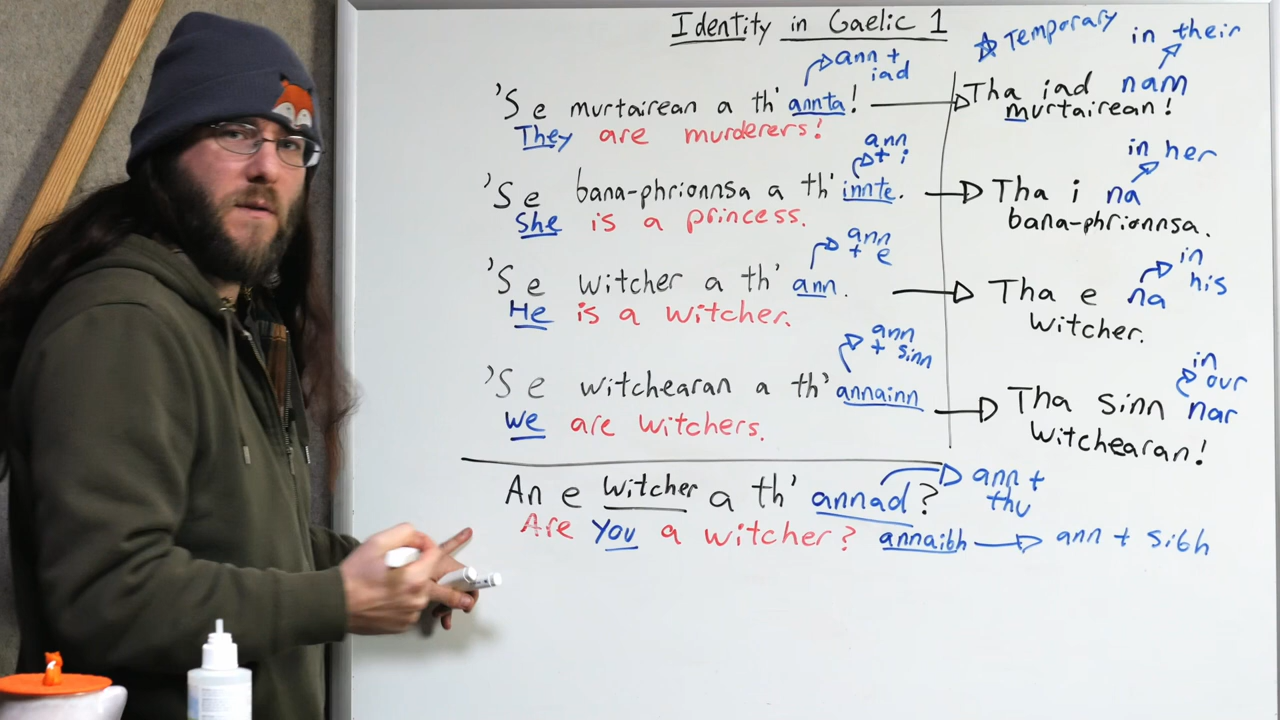 Identity in Gaelic 1
Temporary
in their
ann + iad
'S e murtairean a th' annta!
They are murderers!
Tha iad nam
murtairean!
ann
+ i
in her
'S e bana-phrionnsa a th' innte.
She is a princess.
Tha i na
bana-phrionnsa.
ann
+ e
in
his
'S e witcher a th' ann.
He is a witcher.
Tha e na
witcher.
ann
+ sinn
in
our
'S e witchearan a th' annainn
We are witchers.
Tha sinn nar
witchearan!
An e witcher a th' annad?
ann +
thu
Are you a witcher? annaibh
ann + sibh